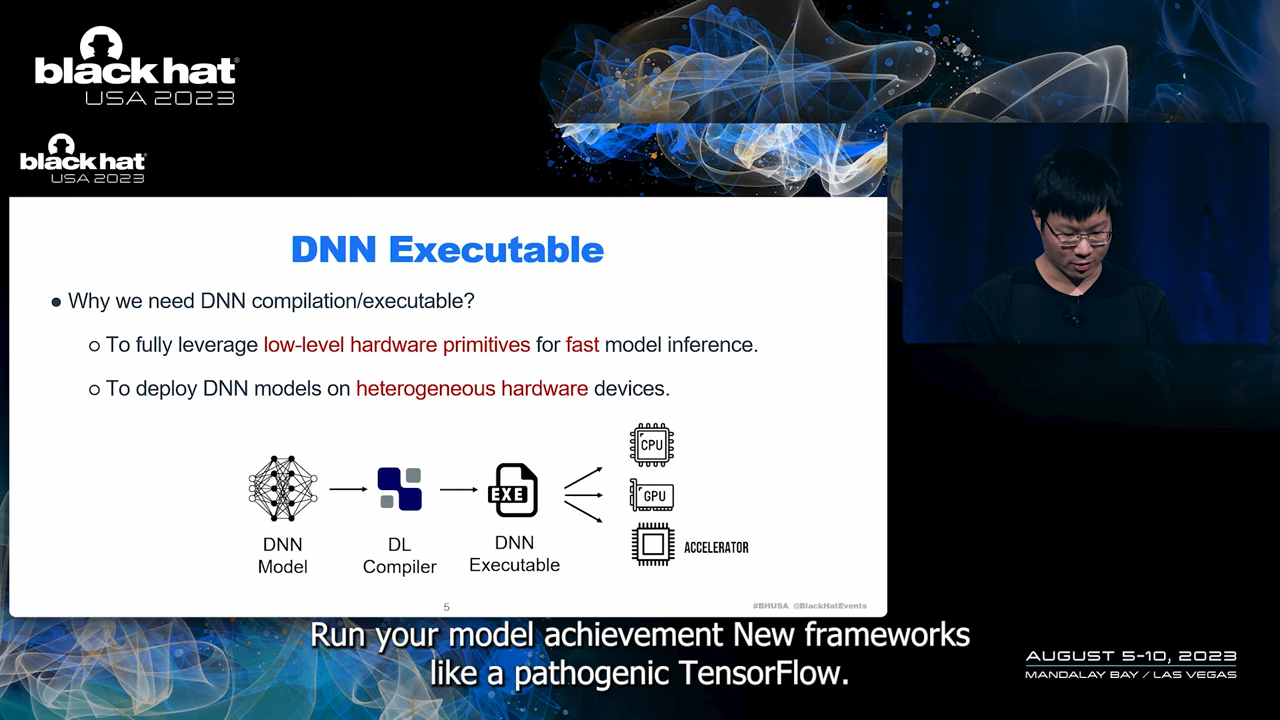 black hat®
USA 2023
black hat®
USA 2023
DNN Executable
● Why we need DNN compilation/executable?
○ To fully leverage low-level hardware primitives for fast model inference.
○ To deploy DNN models on heterogeneous hardware devices.
CPU
GPU
EXE
ACCELERATOR
DNN
Model
DL
Compiler
DNN
Executable
5
#BHUSA @BlackHatEvents
Run your model achievement New frameworks
like a pathogenic TensorFlow.
AUGUST 5-10, 2023
MANDALAY BAY / LAS VEGAS